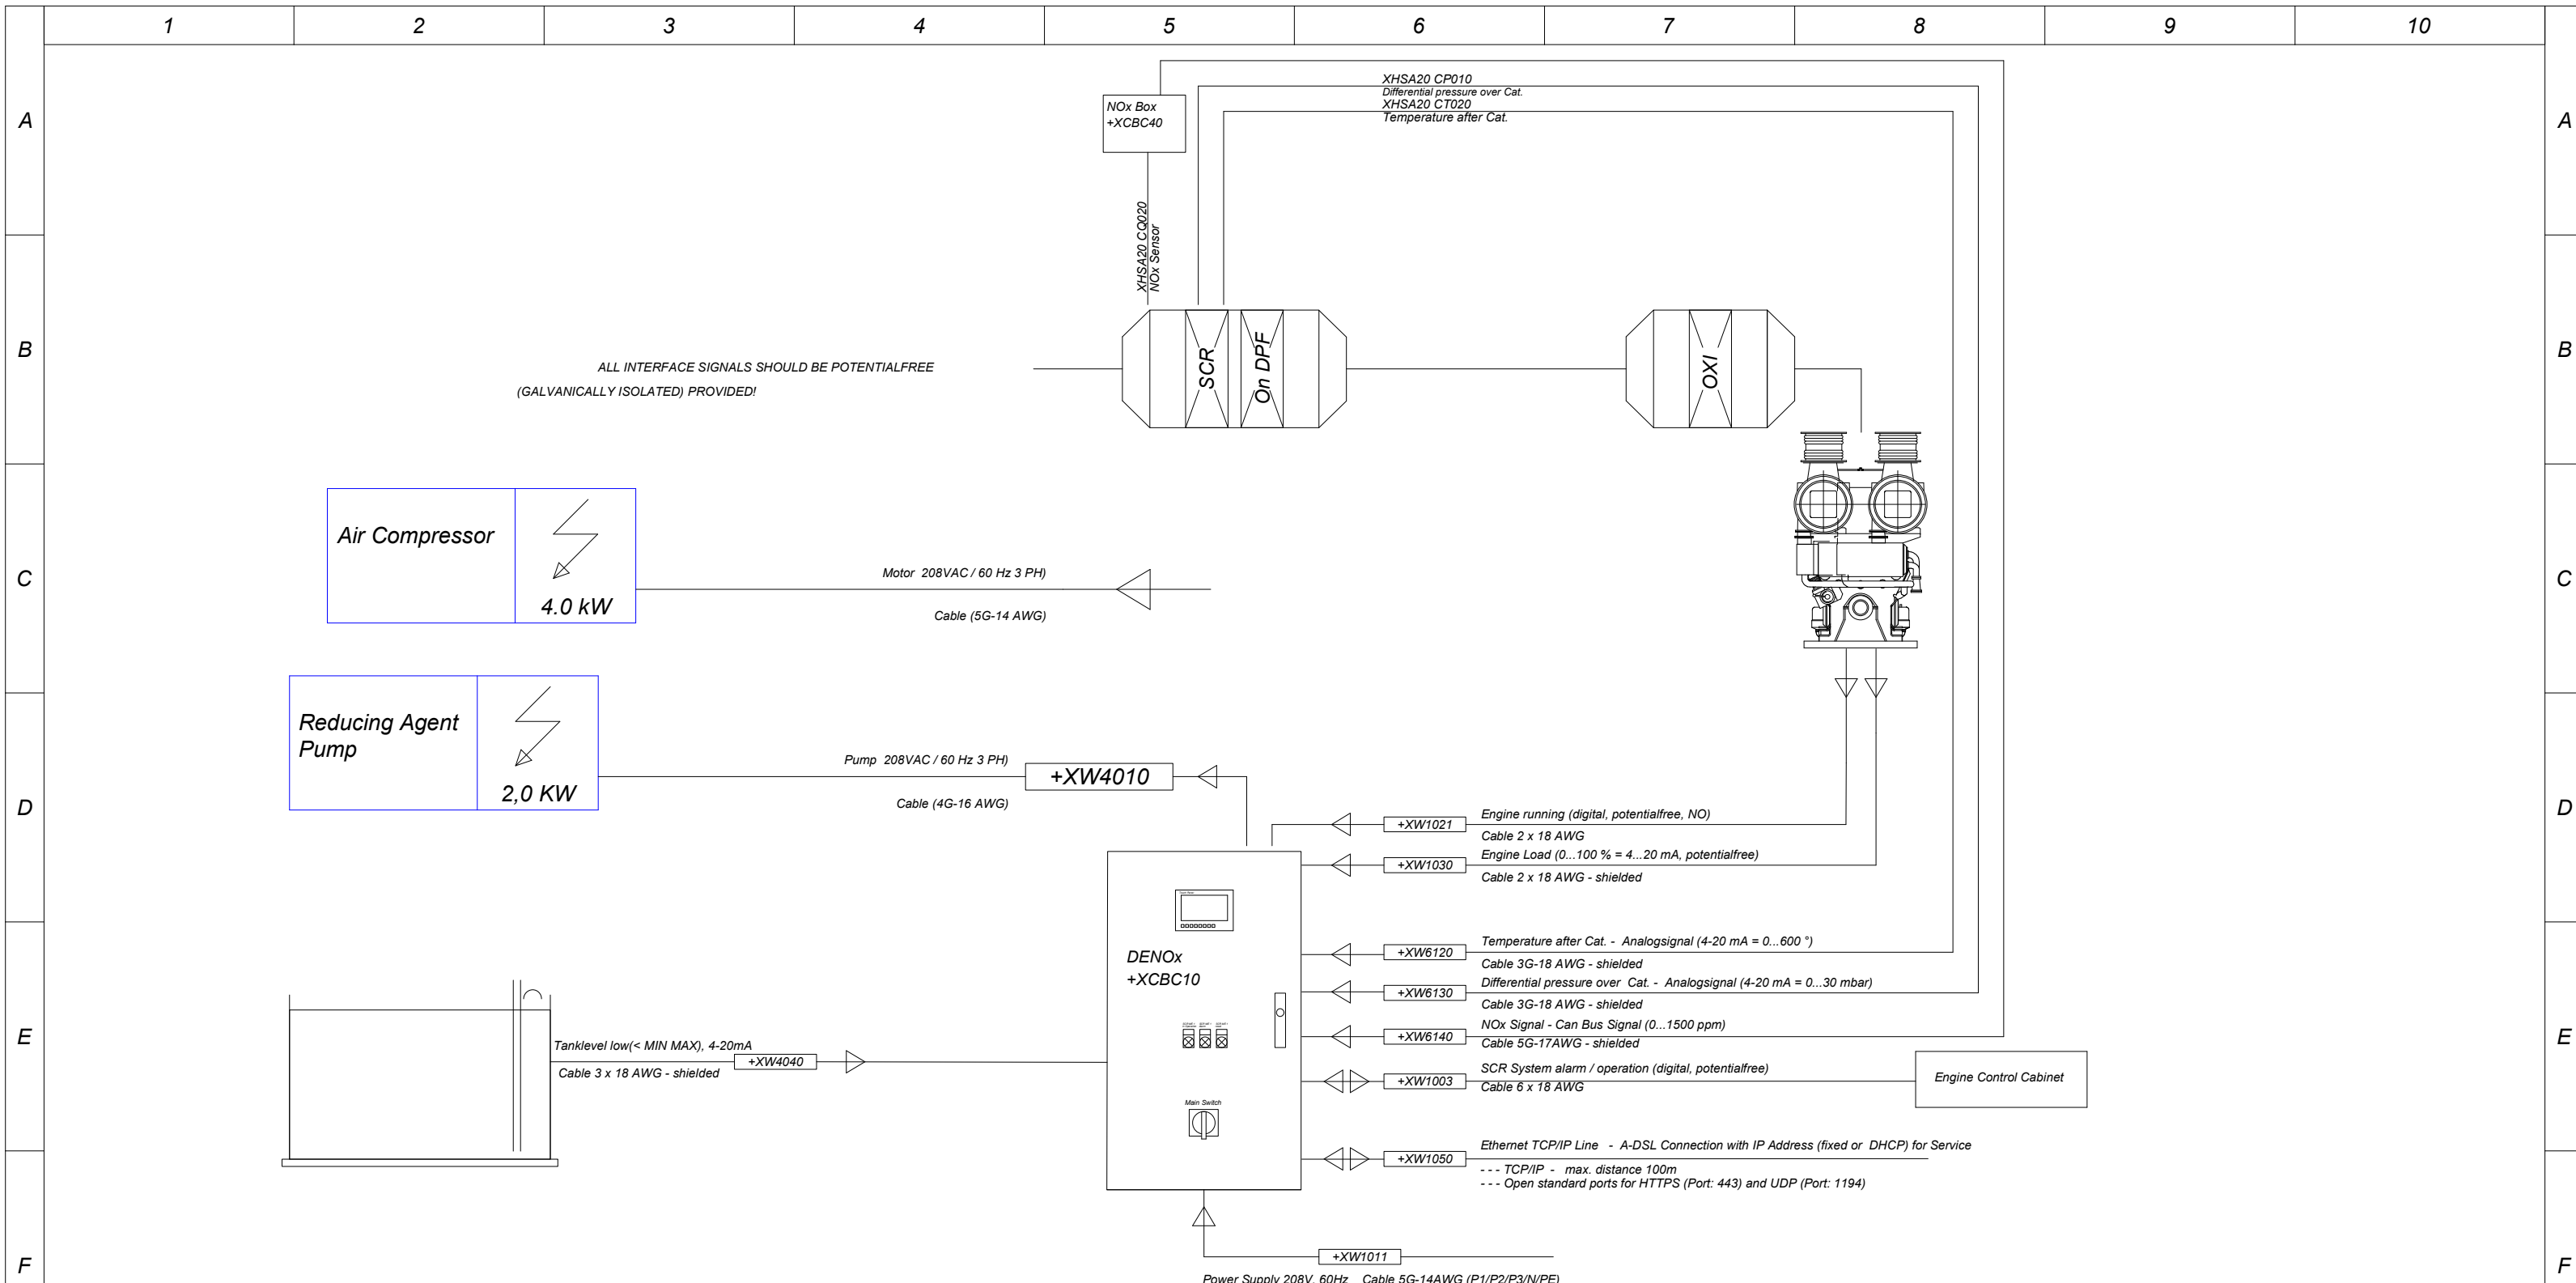 1 2 3 4 5 6 7 8 9 10
A A
XHSA20 CP010
Differential pressure over Cat.
XHSA20 CT020
Temperature after Cat.
NOx Box
+XCBC40
XHSA20 CQ020
NOx Sensor
B B
SCR
On DPF
OXI
ALL INTERFACE SIGNALS SHOULD BE POTENTIALFREE
(GALVANICALLY ISOLATED) PROVIDED!
C C
Air Compressor
4.0 kW
Motor 208VAC / 60 Hz 3 PH)
Cable (5G-14 AWG)
D D
Reducing Agent
Pump
2,0 KW
Pump 208VAC / 60 Hz 3 PH)
+XW4010
Cable (4G-16 AWG)
+XW1021
Engine running (digital, potentialfree, NO)
Cable 2 x 18 AWG
+XW1030
Engine Load (0...100 % = 4...20 mA, potentialfree)
Cable 2 x 18 AWG - shielded
E E
DENOx
+XCBC10
Main Switch
+XW6120
Temperature after Cat. - Analogsignal (4-20 mA = 0...600 °)
Cable 3G-18 AWG - shielded
+XW6130
Differential pressure over Cat. - Analogsignal (4-20 mA = 0...30 mbar)
Cable 3G-18 AWG - shielded
+XW6140
NOx Signal - Can Bus Signal (0...1500 ppm)
Cable 5G-17AWG - shielded
Tanklevel low(< MIN MAX), 4-20mA
+XW4040
Cable 3 x 18 AWG - shielded
+XW1003
SCR System alarm / operation (digital, potentialfree)
Cable 6 x 18 AWG
Engine Control Cabinet
+XW1050
Ethernet TCP/IP Line - A-DSL Connection with IP Address (fixed or DHCP) for Service
- - - TCP/IP - max. distance 100m
- - - Open standard ports for HTTPS (Port: 443) and UDP (Port: 1194)
F F
+XW1011
Power Supply 208V, 60Hz Cable 5G-14AWG (P1/P2/P3/N/PE)